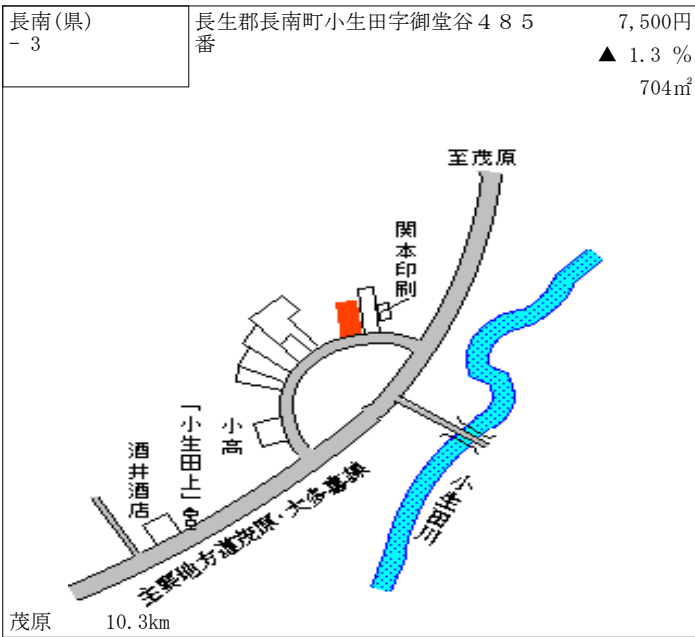 長南(県)
- 3
長生郡長南町小生田字御堂谷４８５
番
7,500円
▲ 1.3 %
704㎡
至茂原
関本印刷
小高
「小生田上」
酒井酒店
主要地方道茂原・大多喜線
小生田川
茂原 10.3km